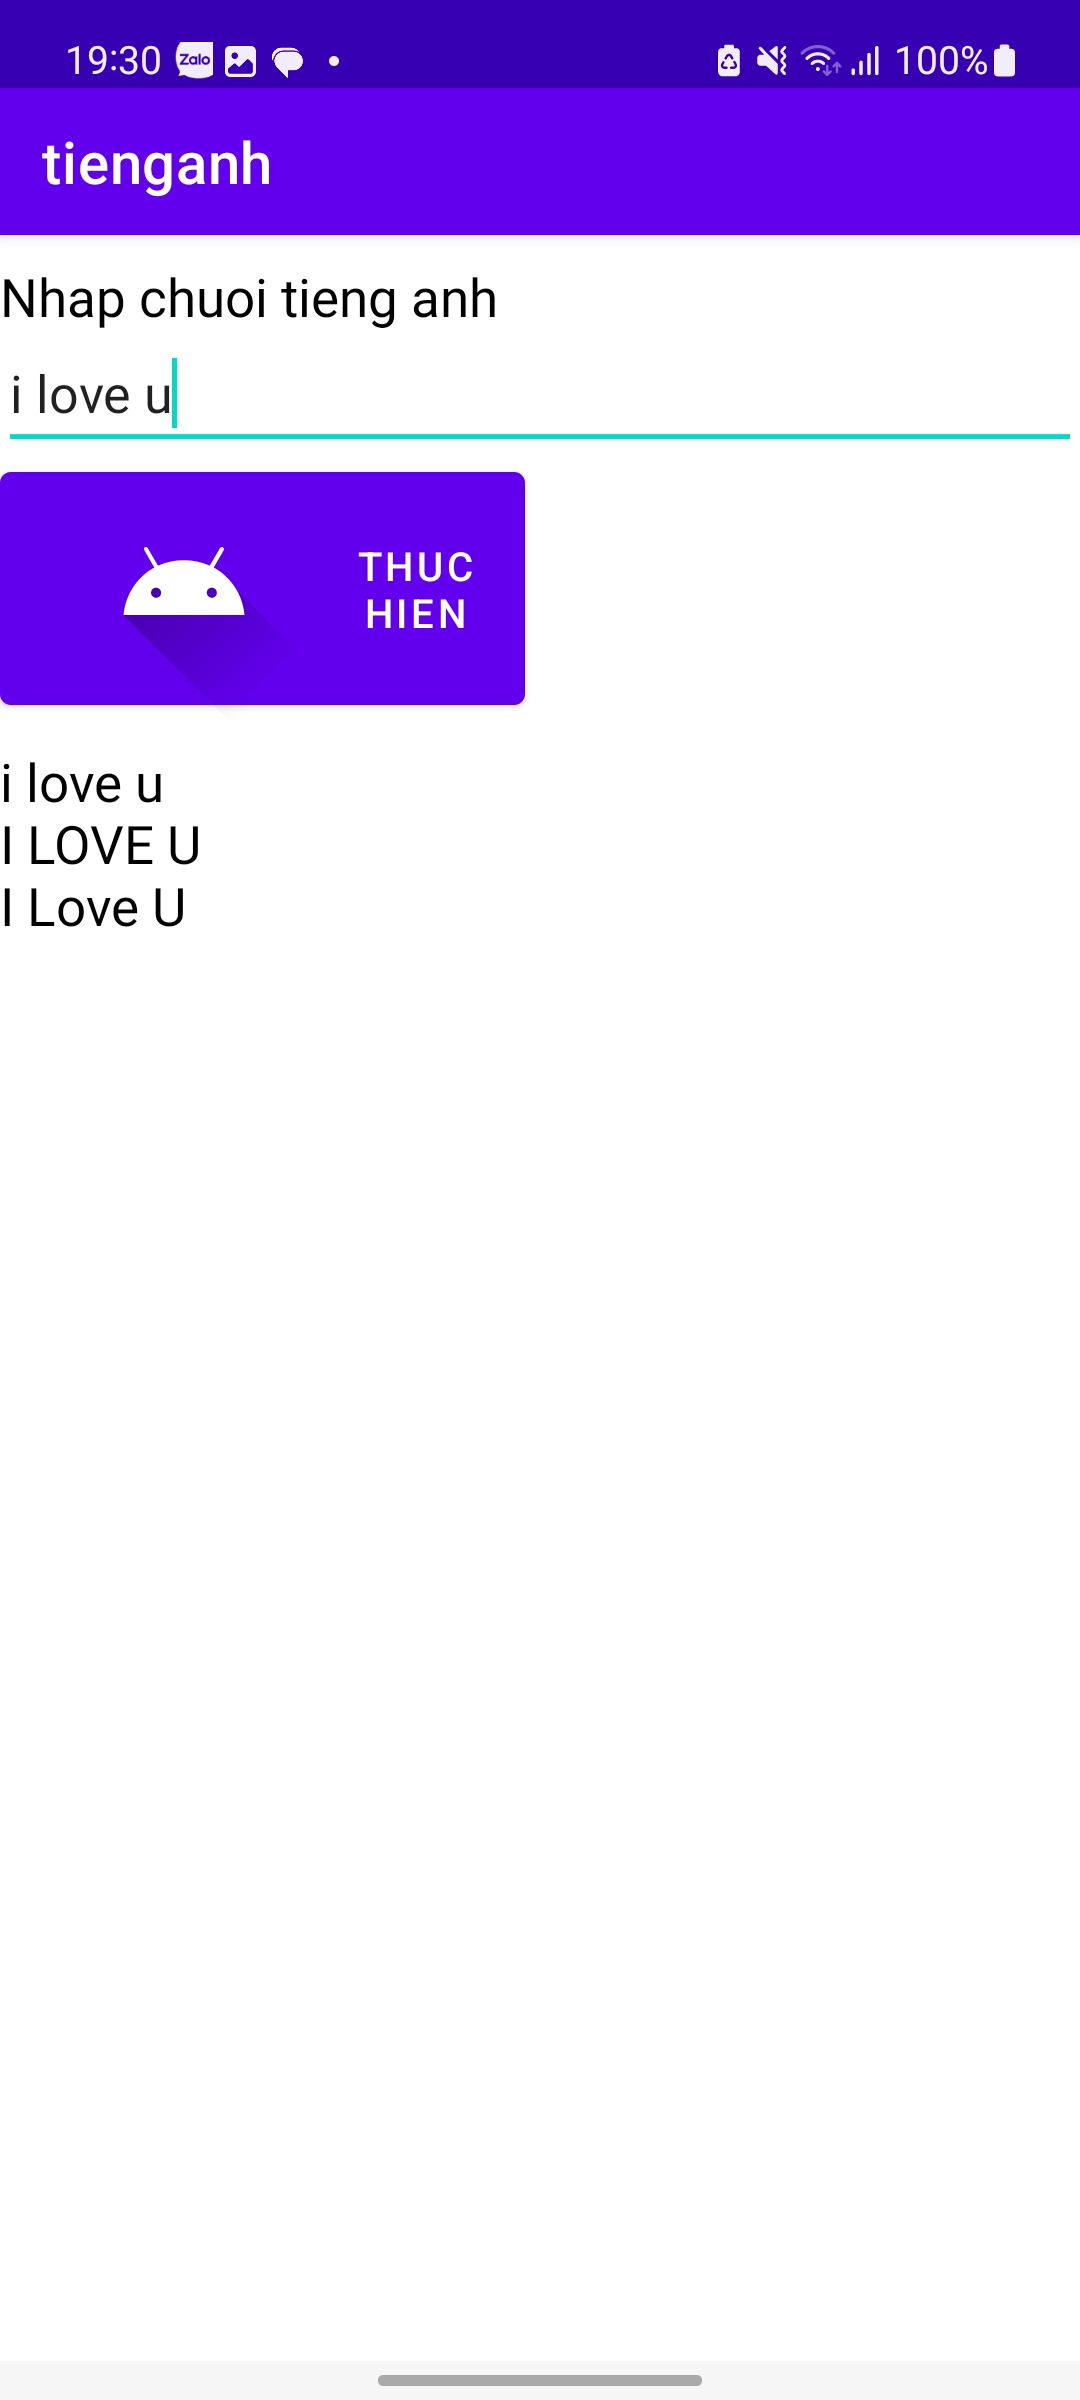 19:30 Zalo 100%
tienganh
Nhap chuoi tieng anh
i love u
THUC
HIEN
i love u
I LOVE U
I Love U